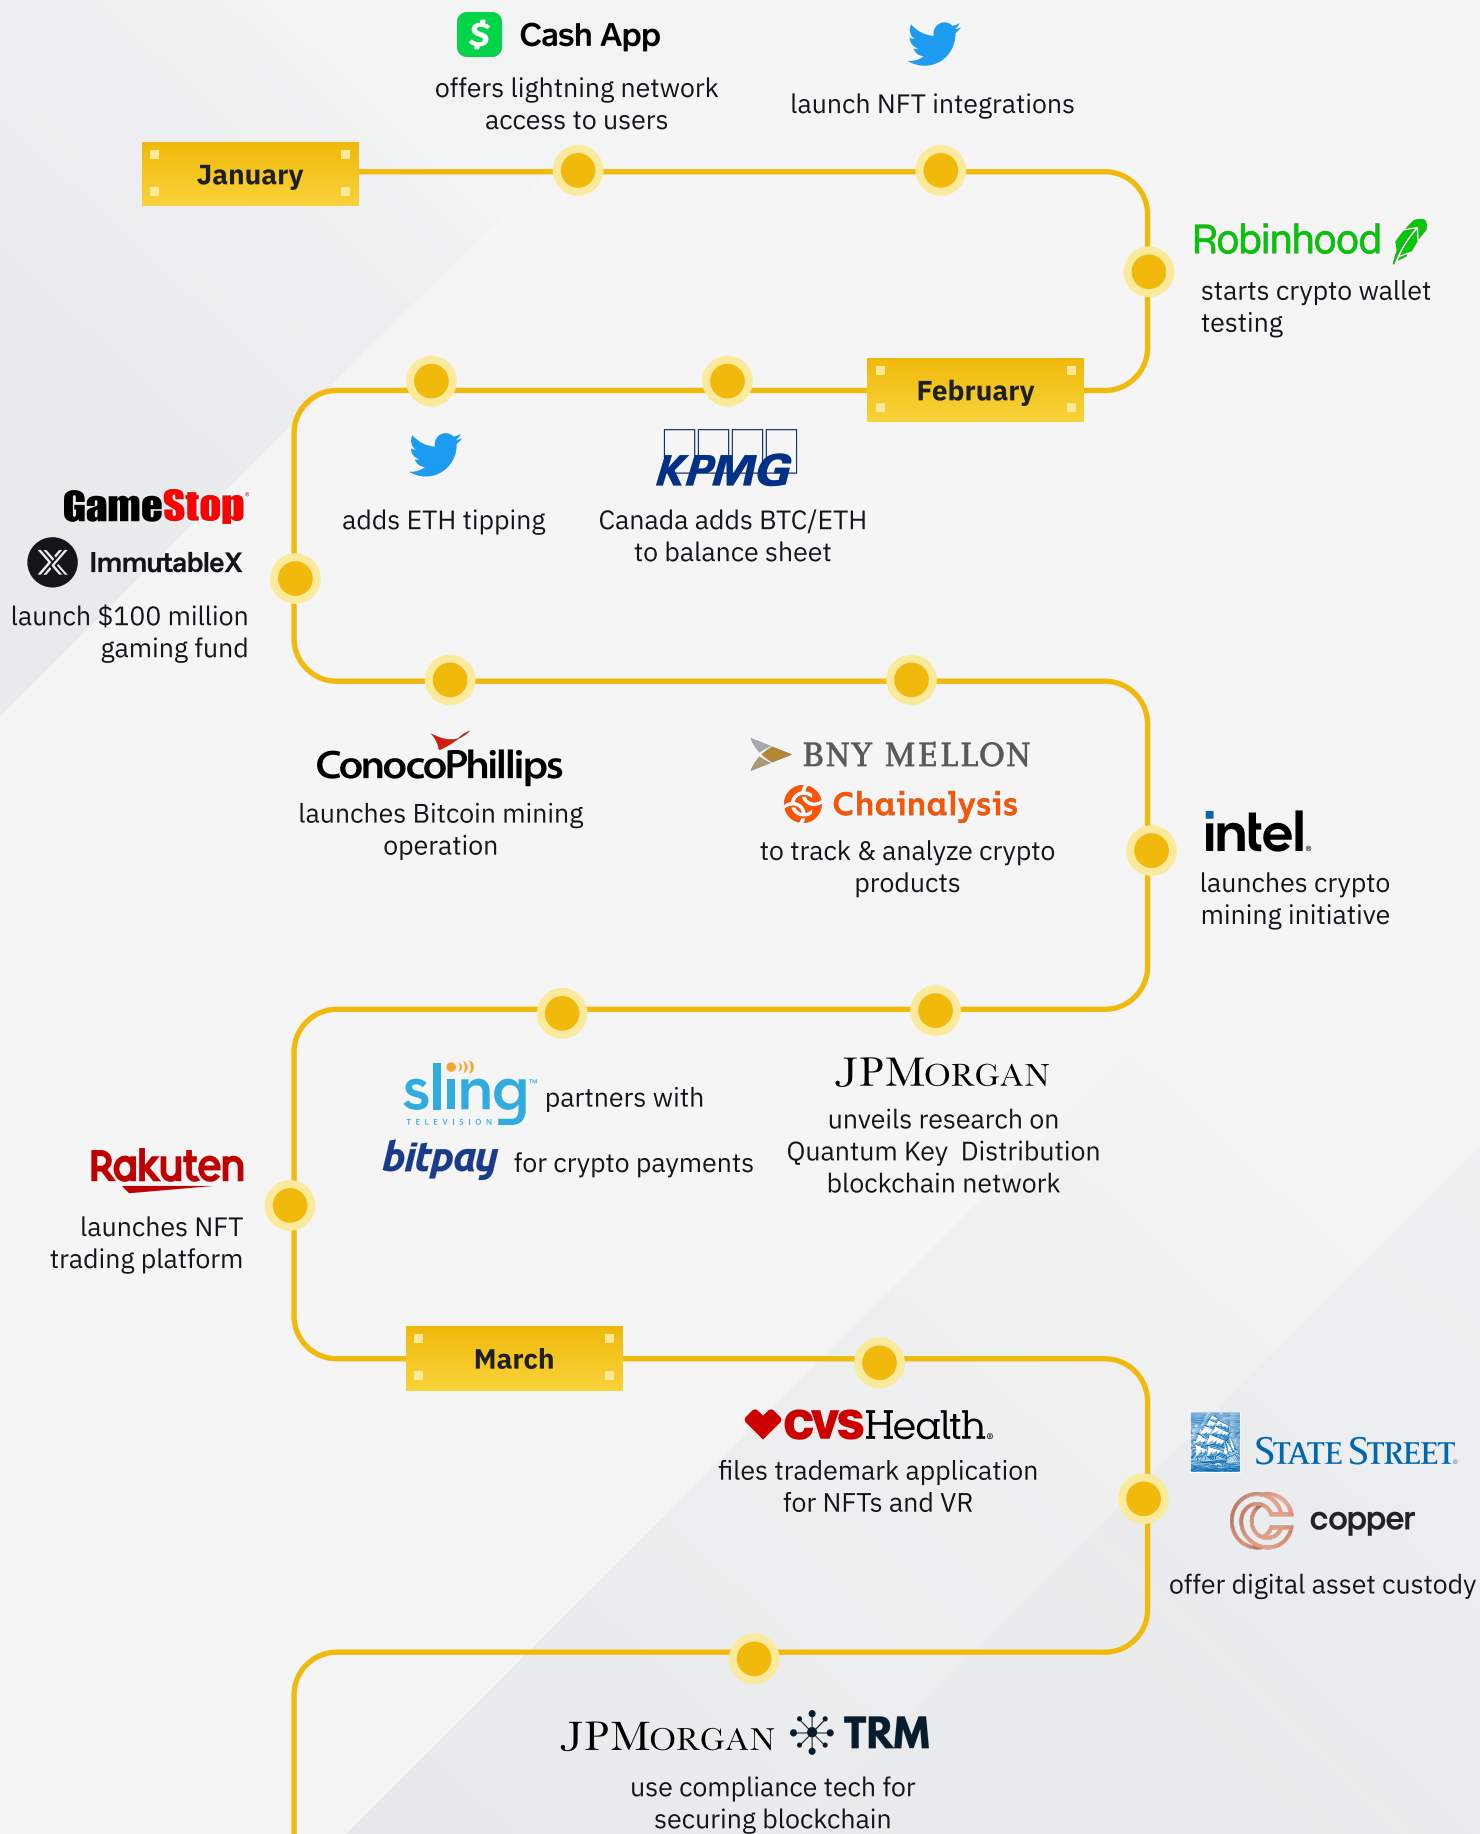 Cash App
offers lightning network
access to users
launch NFT integrations
January
Robinhood
starts crypto wallet
testing
February
KPMG
Canada adds BTC/ETH
to balance sheet
adds ETH tipping
GameStop
ImmutableX
launch $100 million
gaming fund
ConocoPhillips
launches Bitcoin mining
operation
BNY MELLON
Chainalysis
to track & analyze crypto
products
intel
launches crypto
mining initiative
JPMORGAN
unveils research on
Quantum Key Distribution
blockchain network
sling™ partners with
TELEVISION
bitpay for crypto payments
Rakuten
launches NFT
trading platform
March
CVSHealth
files trademark application
for NFTs and VR
STATE STREET
copper
offer digital asset custody
JPMORGAN TRM
use compliance tech for
securing blockchain